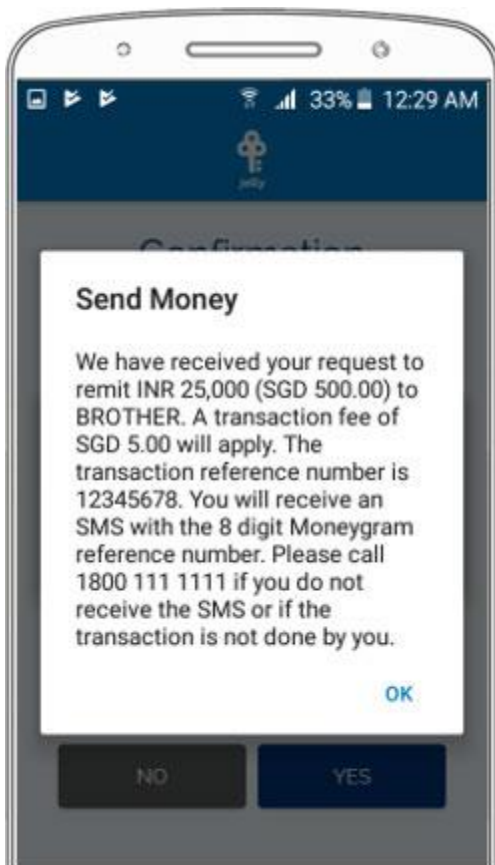 33% 12:29 AM
jelly
Confirmation
Send Money
We have received your request to
remit INR 25,000 (SGD 500.00) to
BROTHER. A transaction fee of
SGD 5.00 will apply. The
transaction reference number is
12345678. You will receive an
SMS with the 8 digit Moneygram
reference number. Please call
1800 111 1111 if you do not
receive the SMS or if the
transaction is not done by you.
OK
NO YES